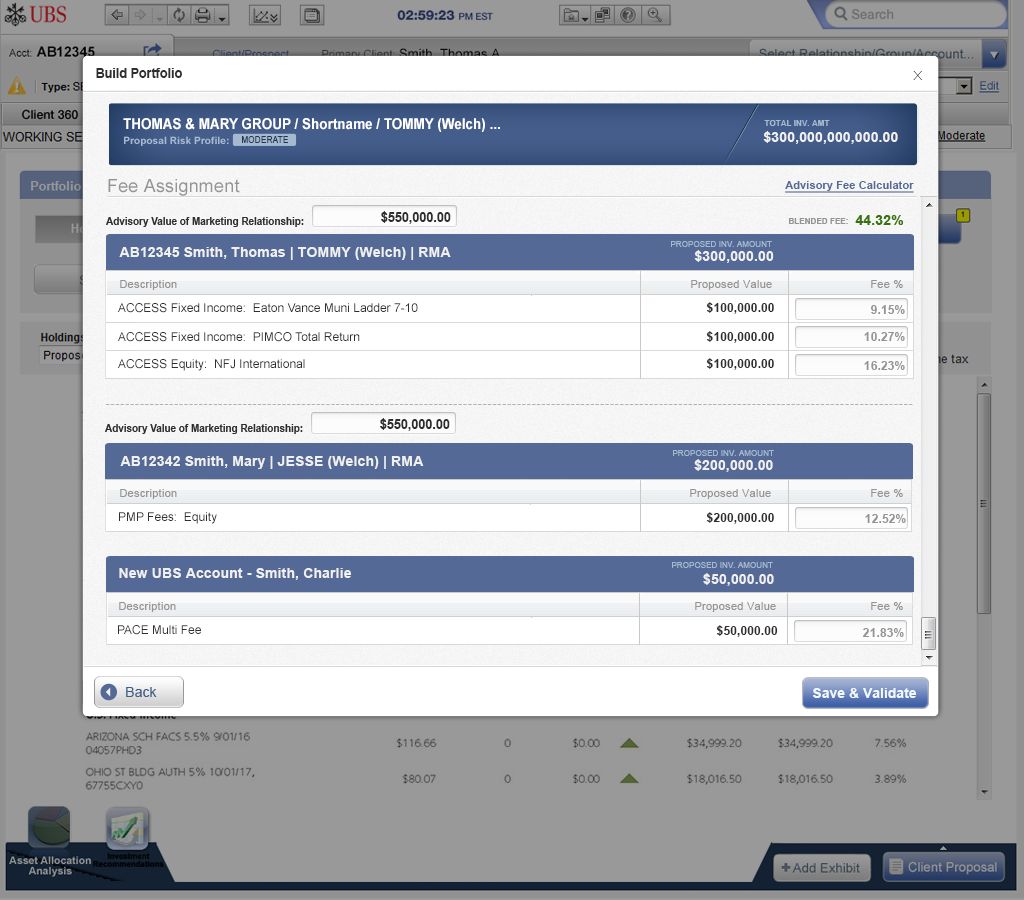 UBS
02:59:23 PM EST
Search
Acct: AB12345
Client/Prospect
Primary Client: Smith, Thomas A
Select Relationship/Group/Account...
Type:
Edit
Client 360
WORKING SE
Moderate
Portfolio
1
Holdings
Propos
e tax
Build Portfolio
THOMAS & MARY GROUP / Shortname / TOMMY (Welch) ...
Proposal Risk Profile: MODERATE
TOTAL INV. AMT
$300,000,000,000.00
Fee Assignment
Advisory Fee Calculator
Advisory Value of Marketing Relationship: $550,000.00
BLENDED FEE: 44.32%
AB12345 Smith, Thomas | TOMMY (Welch) | RMA
PROPOSED INV. AMOUNT
$300,000.00
Description Proposed Value Fee %
ACCESS Fixed Income: Eaton Vance Muni Ladder 7-10 $100,000.00 9.15%
ACCESS Fixed Income: PIMCO Total Return $100,000.00 10.27%
ACCESS Equity: NFJ International $100,000.00 16.23%
Advisory Value of Marketing Relationship: $550,000.00
AB12342 Smith, Mary | JESSE (Welch) | RMA
PROPOSED INV. AMOUNT
$200,000.00
Description Proposed Value Fee %
PMP Fees: Equity $200,000.00 12.52%
New UBS Account - Smith, Charlie
PROPOSED INV. AMOUNT
$50,000.00
Description Proposed Value Fee %
PACE Multi Fee $50,000.00 21.83%
Back
Save & Validate
U.S. Fixed Income
ARIZONA SCH FACS 5.5% 9/01/16
04057PHD3
$116.66 0 $0.00 $34,999.20 $34,999.20 7.56%
OHIO ST BLDG AUTH 5% 10/01/17,
67755CXY0
$80.07 0 $0.00 $18,016.50 $18,016.50 3.89%
Asset Allocation
Analysis
Investment
Recommendations
+Add Exhibit
Client Proposal